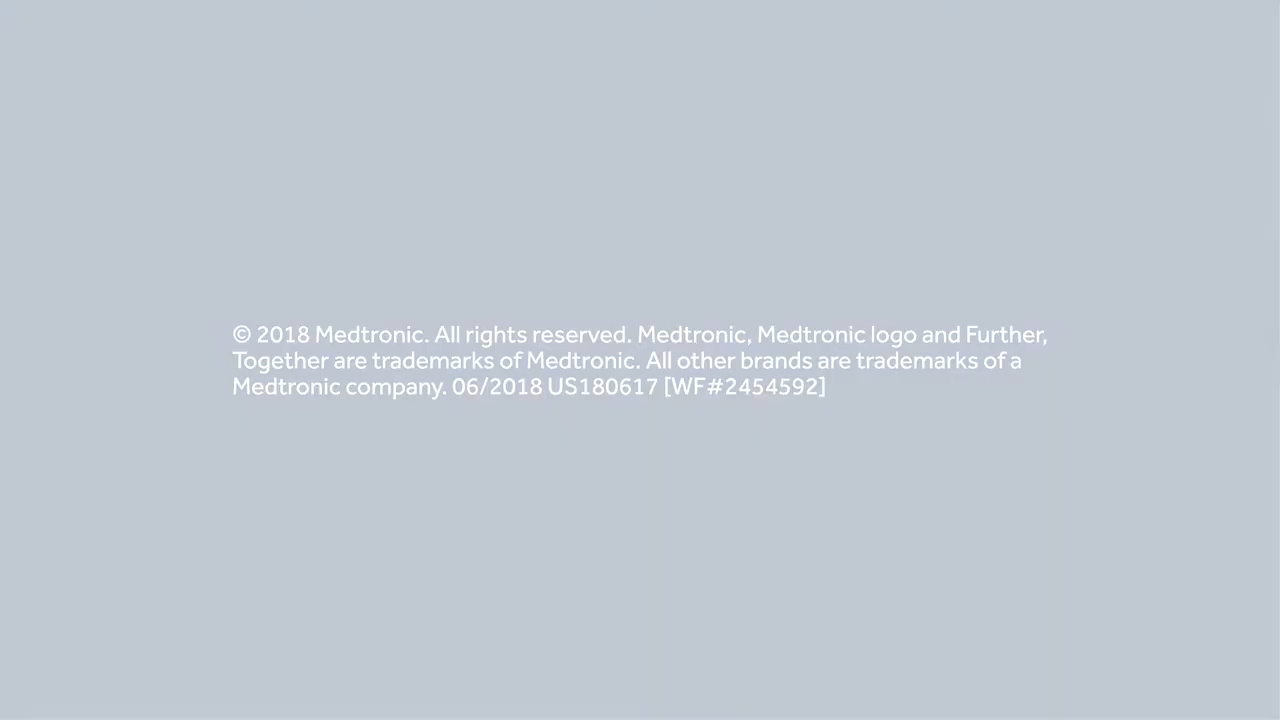 © 2018 Medtronic. All rights reserved. Medtronic, Medtronic logo and Further,
Together are trademarks of Medtronic. All other brands are trademarks of a
Medtronic company. 06/2018 US180617 [WF#2454592]